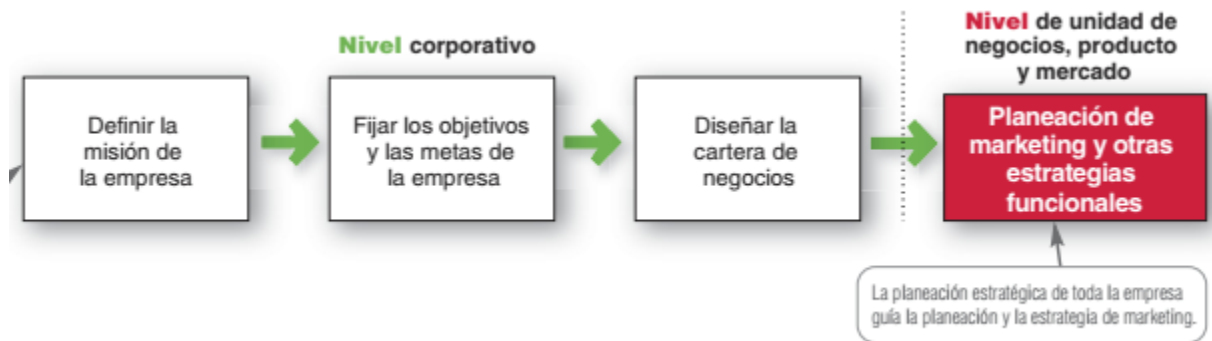 Nivel corporativo
Nivel de unidad de
negocios, producto
y mercado
Definir la
misión de
la empresa
Fijar los objetivos
y las metas de
la empresa
Diseñar la
cartera de
negocios
Planeación de
marketing y otras
estrategias
funcionales
La planeación estratégica de toda la empresa
guía la planeación y la estrategia de marketing.